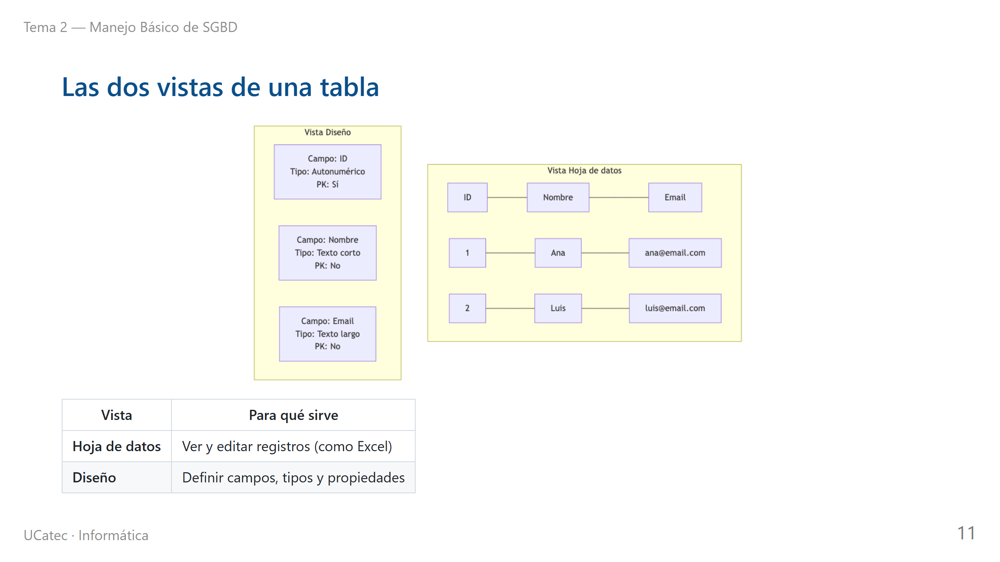 Tema 2 — Manejo Básico de SGBD
Las dos vistas de una tabla
Vista Diseño
Campo: ID
Tipo: Autonumérico
PK: Sí
Campo: Nombre
Tipo: Texto corto
PK: No
Campo: Email
Tipo: Texto largo
PK: No
Vista Hoja de datos
ID Nombre Email
1 Ana ana@email.com
2 Luis luis@email.com
Vista Para qué sirve
Hoja de datos Ver y editar registros (como Excel)
Diseño Definir campos, tipos y propiedades
UCatec · Informática
11